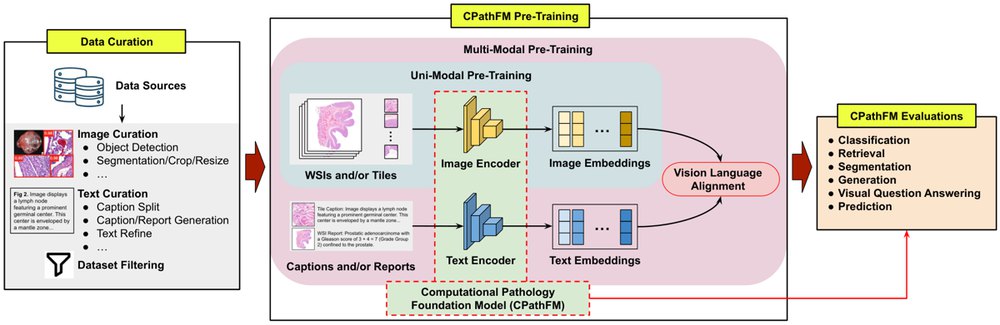 Data Curation
Data Sources
Image Curation
• Object Detection
• Segmentation/Crop/Resize
• ...
Fig 2. Image displays
a lymph node
featuring a prominent
germinal center. This
center is enveloped by
a mantle zone...
Text Curation
• Caption Split
• Caption/Report Generation
• Text Refine
• ...
Dataset Filtering
CPathFM Pre-Training
Multi-Modal Pre-Training
Uni-Modal Pre-Training
WSIs and/or Tiles
Image Encoder
...
Image Embeddings
Vision Language
Alignment
Tile Caption: Image displays a lymph node
featuring a prominent germinal center. This
center is enveloped by a mantle zone...
WSI Report: Prostatic adenocarcinoma with
a Gleason score of 3 + 4 = 7 (Grade Group
2) confined to the prostate.
Captions and/or Reports
Text Encoder
...
Text Embeddings
Computational Pathology
Foundation Model (CPathFM)
CPathFM Evaluations
• Classification
• Retrieval
• Segmentation
• Generation
• Visual Question Answering
• Prediction